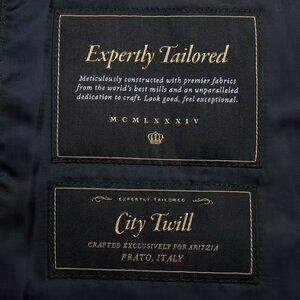 Expertly Tailored
Meticulously constructed with premier fabrics
from the world's best mills and an unparalleled
dedication to craft. Look good, feel exceptional.
MCMLXXXIV
EXPERTLY TAILORED
City Twill
CRAFTED EXCLUSIVELY FOR ARITZIA
PRATO, ITALY